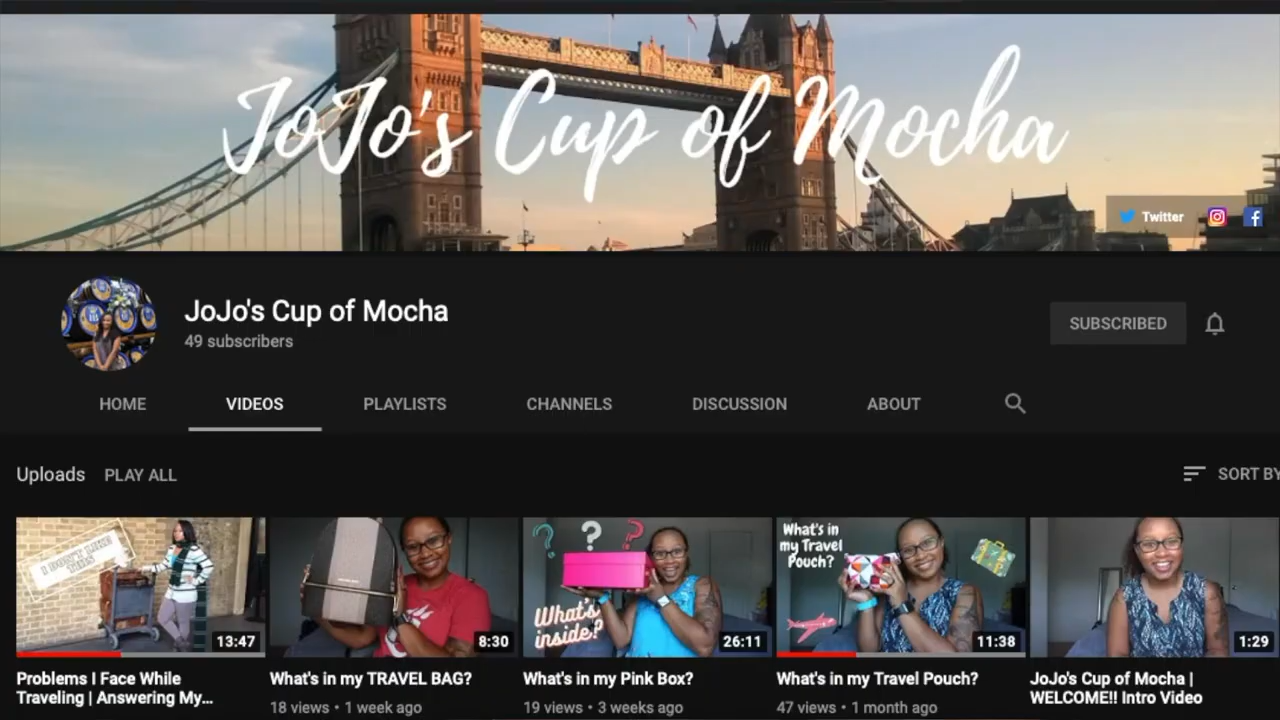 JoJo's Cup of Mocha
Twitter
JoJo's Cup of Mocha
49 subscribers
SUBSCRIBED
HOME VIDEOS PLAYLISTS CHANNELS DISCUSSION ABOUT
Uploads PLAY ALL SORT BY
I DON'T LIKE THIS
13:47
8:30
? ? ?
What's
inside?
26:11
What's in
my Travel
Pouch?
11:38
1:29
Problems I Face While
Traveling | Answering My...
What's in my TRAVEL BAG?
18 views • 1 week ago
What's in my Pink Box?
19 views • 3 weeks ago
What's in my Travel Pouch?
47 views • 1 month ago
JoJo's Cup of Mocha |
WELCOME!! Intro Video